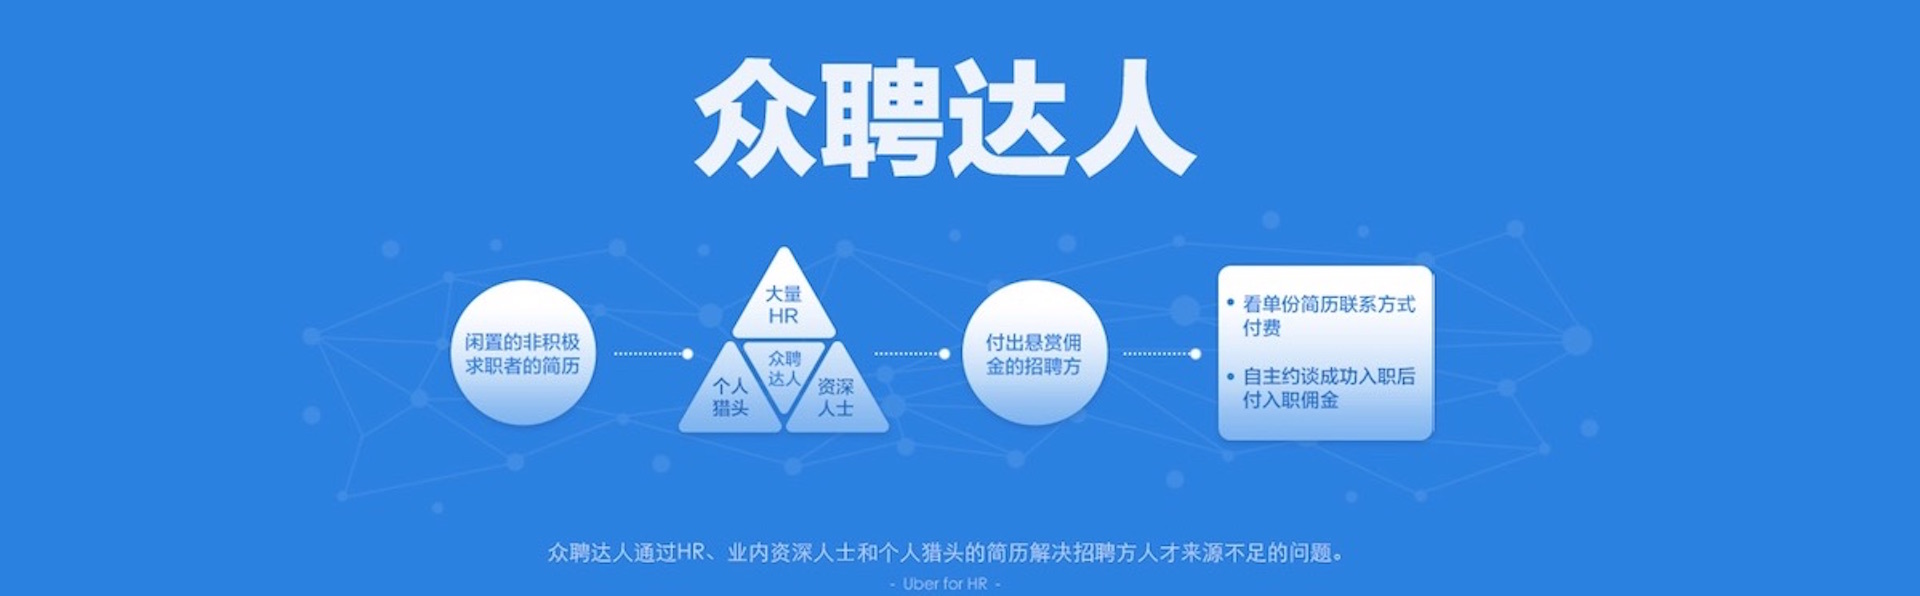 众聘达人
闲置的非积极
求职者的简历
大量
HR
众聘
达人
个人
猎头
资深
人士
付出悬赏佣
金的招聘方
• 看单份简历联系方式
付费
• 自主约谈成功入职后
付入职佣金
众聘达人通过HR、业内资深人士和个人猎头的简历解决招聘方人才来源不足的问题。
- Uber for HR -